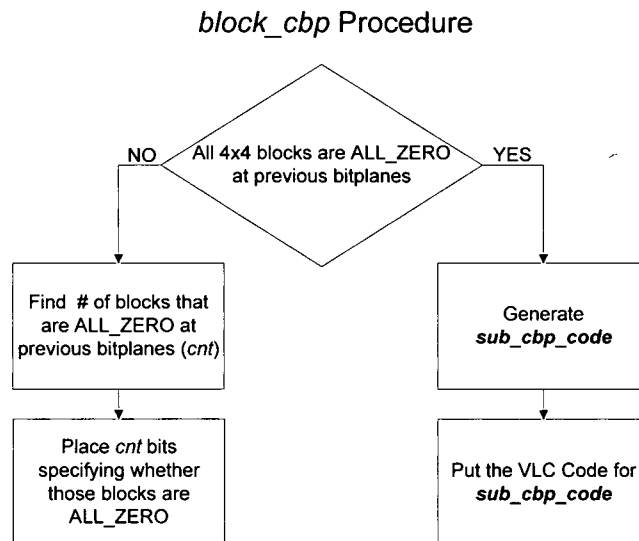 block_cbp Procedure
All 4x4 blocks are ALL_ZERO
at previous bitplanes
NO
YES
Find # of blocks that
are ALL_ZERO at
previous bitplanes (cnt)
Generate
sub_cbp_code
Place cnt bits
specifying whether
those blocks are
ALL_ZERO
Put the VLC Code for
sub_cbp_code